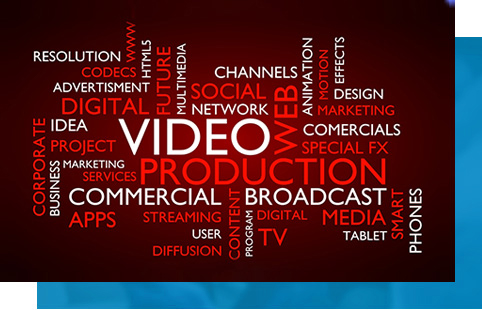 WWW
RESOLUTION
CODECS
HTML5
ADVERTISMENT
FUTURE
MULTIMEDIA
CHANNELS
ANIMATION
MOTION
EFFECTS
DIGITAL
SOCIAL
NETWORK
WEB
DESIGN
MARKETING
CORPORATE
IDEA
VIDEO
COMERCIALS
PROJECT
SPECIAL FX
BUSINESS
MARKETING
SERVICES
PRODUCTION
COMMERCIAL
BROADCAST
APPS
STREAMING
CONTENT
PROGRAM
DIGITAL
MEDIA
SMART
PHONES
USER
TV
TABLET
DIFFUSION